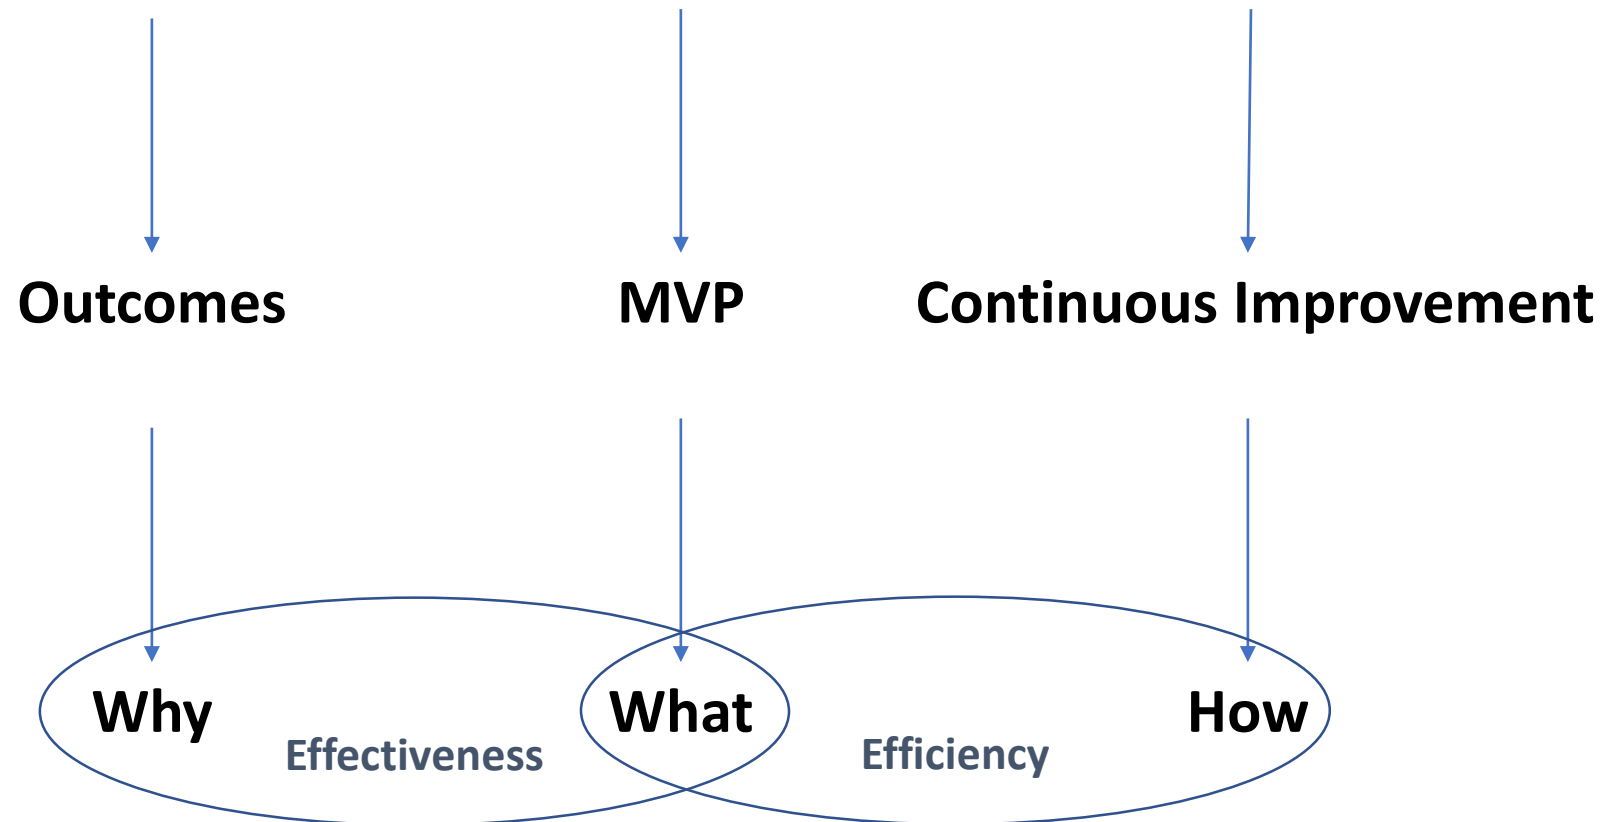 Outcomes
MVP
Continuous Improvement
Why
What
How
Effectiveness
Efficiency